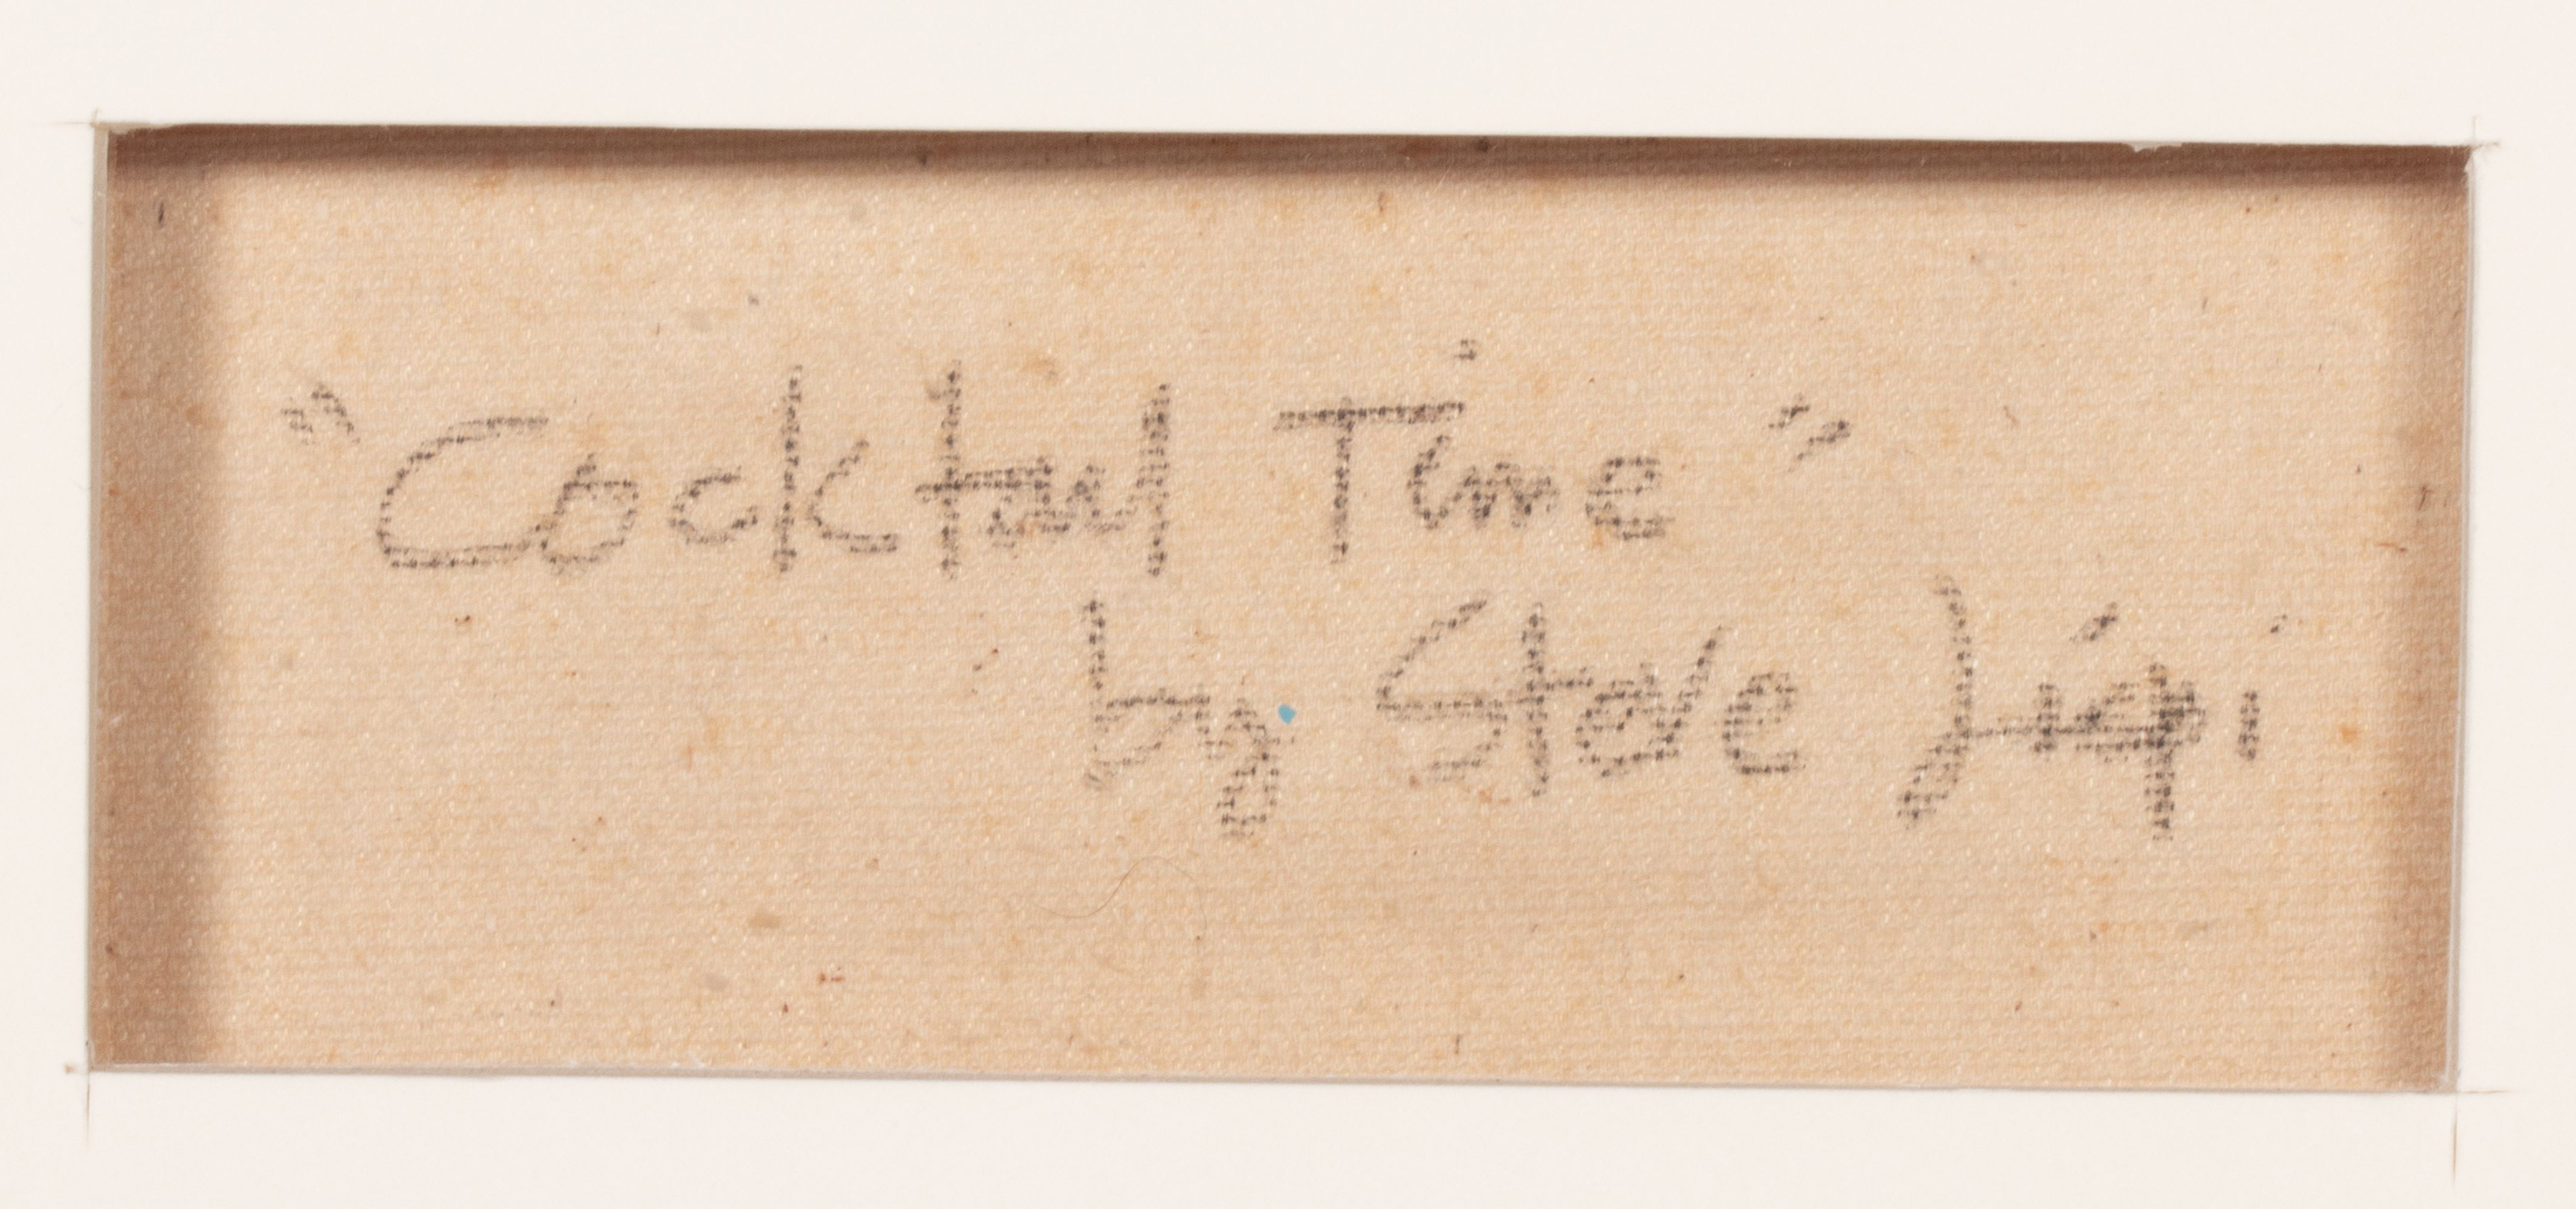 "Cocktail Time"
by Steve